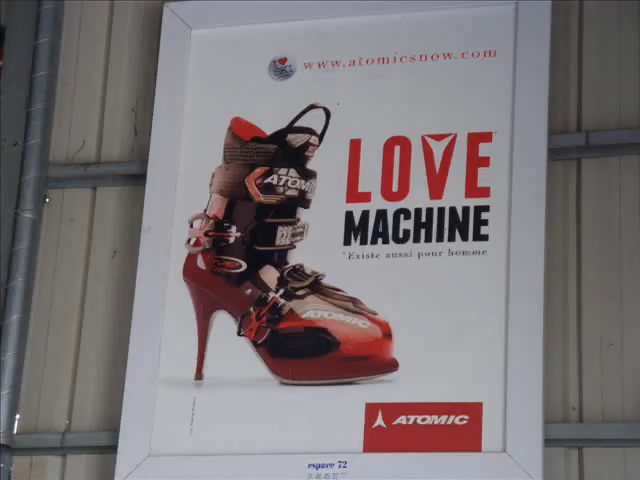 www.atomicsnow.com
ATOMIC
LOVE
MACHINE
*Existe aussi pour homme
ATOMIC
ATOMIC
espace 72